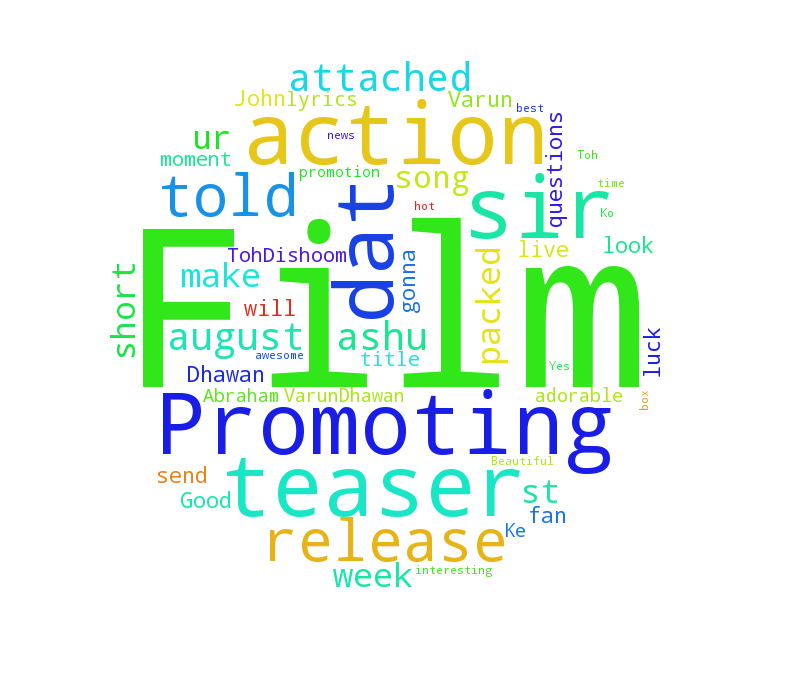 attached
Johnlyrics
Varun
best
action
news
ur
questions
moment
Toh
promotion
song
told
dat
sir
time
hot
Ko
Film
TohDishoom
live
look
make
gonna
packed
short
will
august
ashu
luck
awesome
title
Yes
Dhawan
Abraham
VarunDhawan
adorable
box
Promoting
teaser
Beautiful
send
Good
st
fan
release
Ke
week
interesting